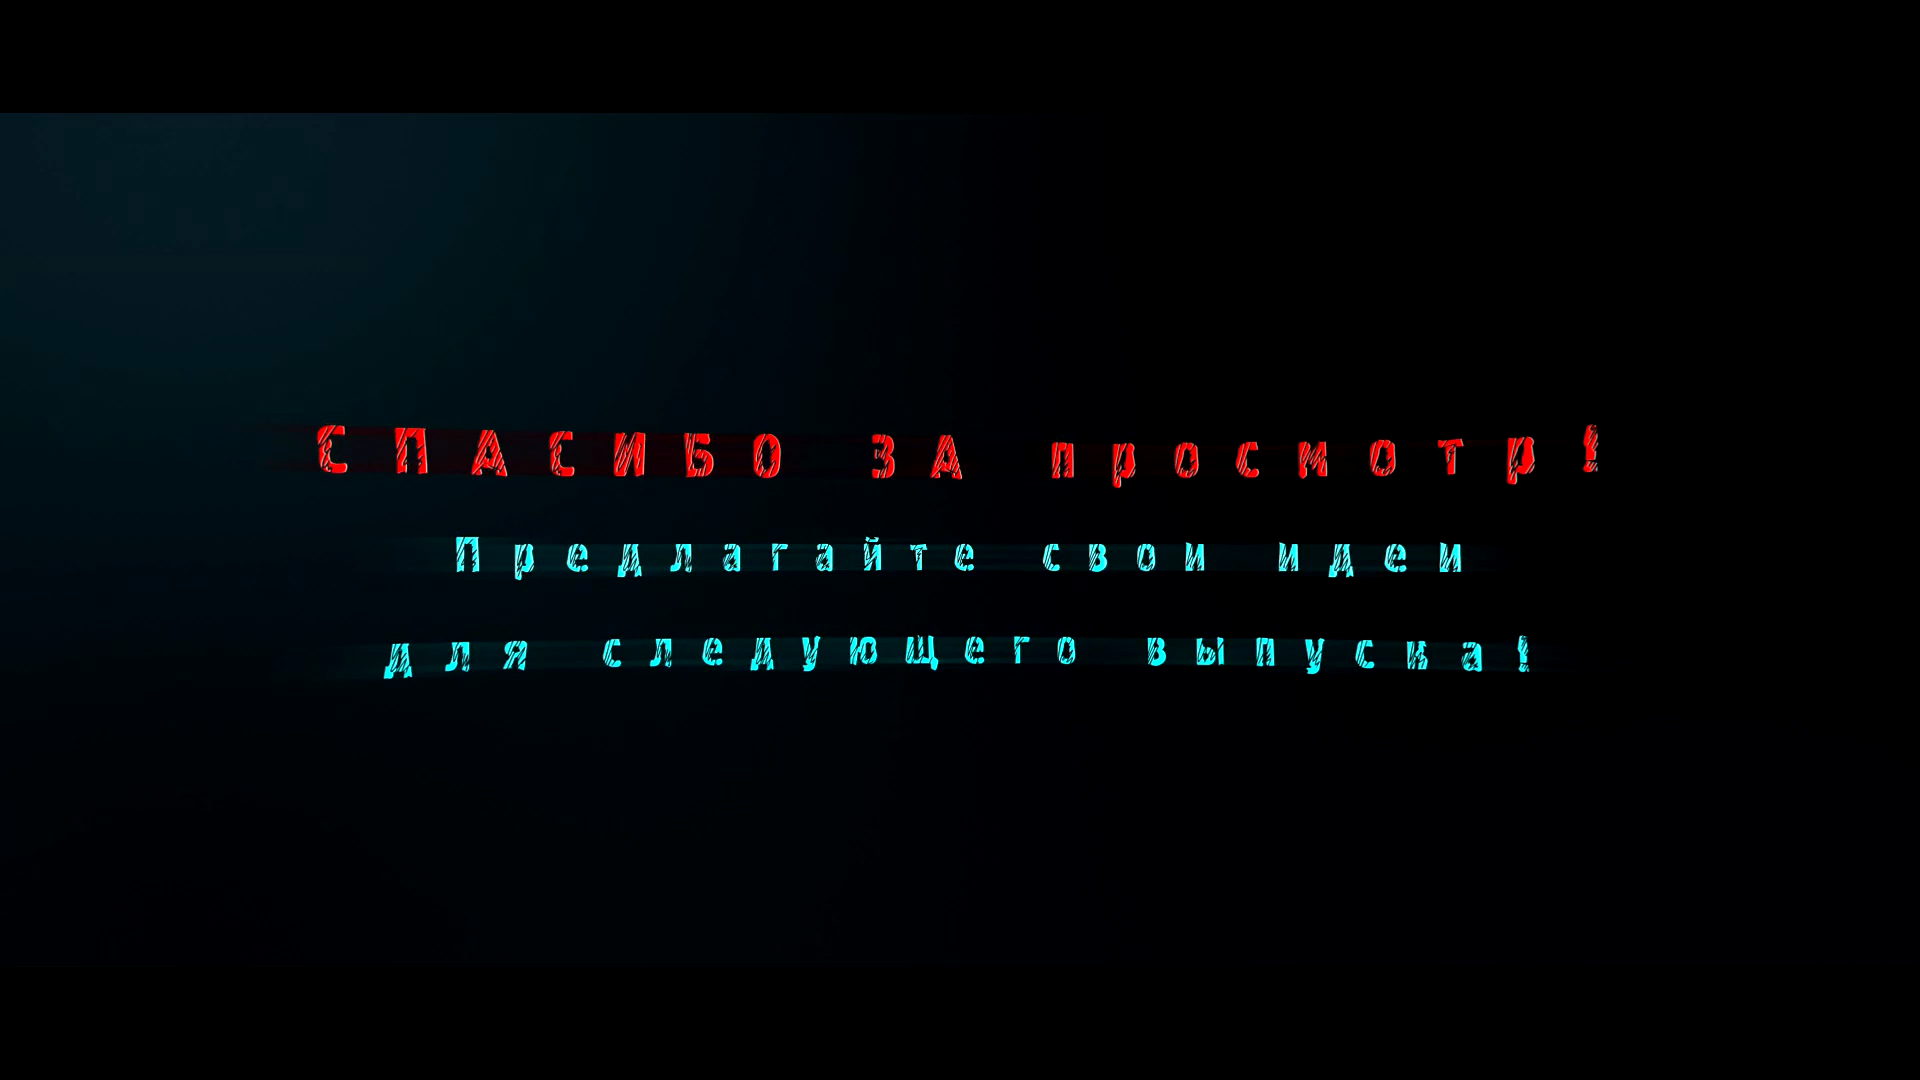 СПАСИБО ЗА просмотр!
Предлагайте свои идеи
для следующего выпуска!